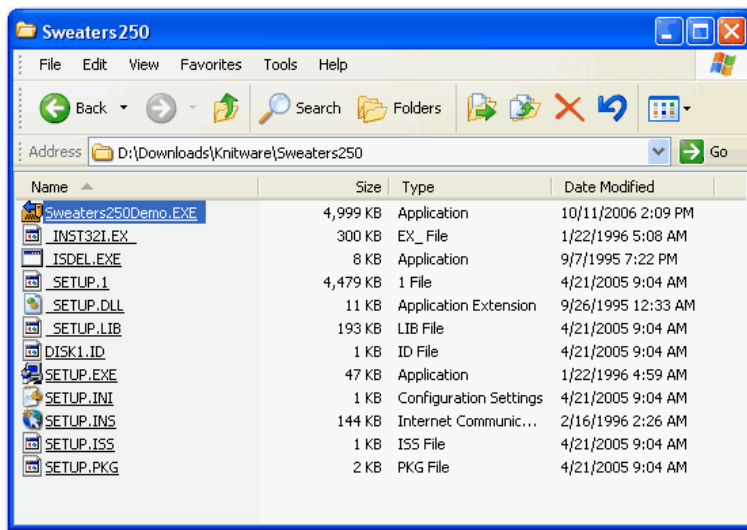 Sweaters250
File Edit View Favorites Tools Help
Back Search Folders
Address D:\Downloads\Knitware\Sweaters250 Go
Name Size Type Date Modified
Sweaters250Demo.EXE 4,999 KB Application 10/11/2006 2:09 PM
_INST32I.EX_ 300 KB EX_ File 1/22/1996 5:08 AM
_ISDEL.EXE 8 KB Application 9/7/1995 7:22 PM
_SETUP.1 4,479 KB 1 File 4/21/2005 9:04 AM
_SETUP.DLL 11 KB Application Extension 9/26/1995 12:33 AM
_SETUP.LIB 193 KB LIB File 4/21/2005 9:04 AM
DISK1.ID 1 KB ID File 4/21/2005 9:04 AM
SETUP.EXE 47 KB Application 1/22/1996 4:59 AM
SETUP.INI 1 KB Configuration Settings 4/21/2005 9:04 AM
SETUP.INS 144 KB Internet Communic... 2/16/1996 2:26 AM
SETUP.ISS 1 KB ISS File 4/21/2005 9:04 AM
SETUP.PKG 2 KB PKG File 4/21/2005 9:04 AM